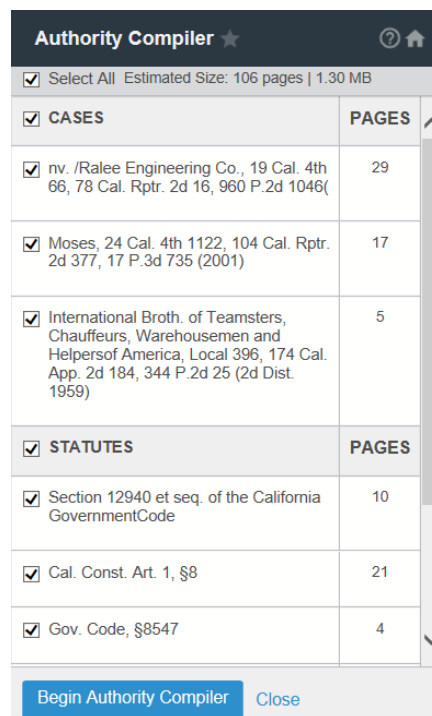 Authority Compiler
Select All Estimated Size: 106 pages | 1.30 MB
CASES PAGES
nv. /Ralee Engineering Co., 19 Cal. 4th 29
66, 78 Cal. Rptr. 2d 16, 960 P.2d 1046(
Moses, 24 Cal. 4th 1122, 104 Cal. Rptr. 17
2d 377, 17 P.3d 735 (2001)
International Broth. of Teamsters, 5
Chauffeurs, Warehousemen and
Helpersof America, Local 396, 174 Cal.
App. 2d 184, 344 P.2d 25 (2d Dist.
1959)
STATUTES PAGES
Section 12940 et seq. of the California 10
GovernmentCode
Cal. Const. Art. 1, §8 21
Gov. Code, §8547 4
Begin Authority Compiler Close